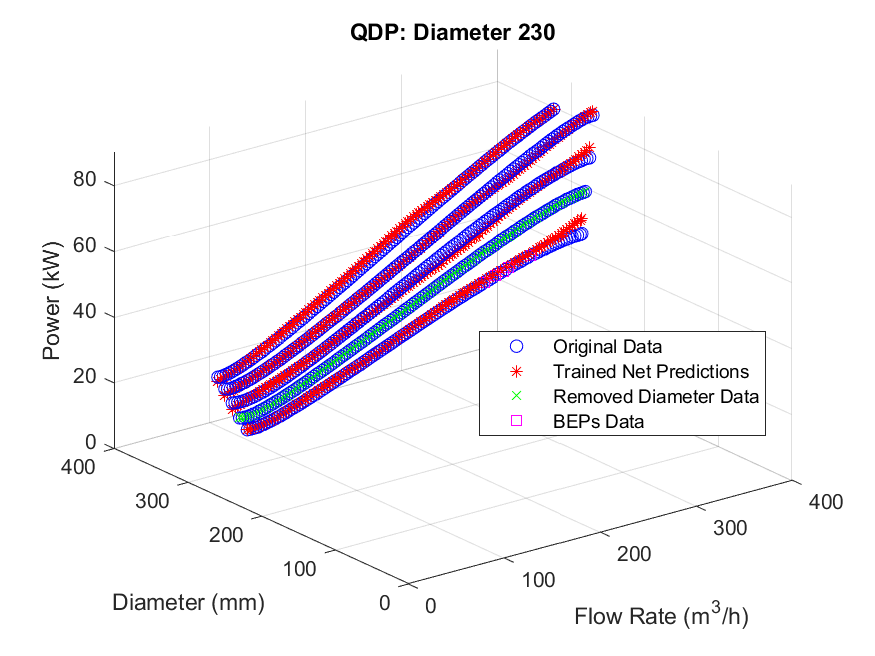 QDP: Diameter 230
Power (kW)
80
60
40
20
0
400
300
200
100
0
Diameter (mm)
0
100
200
300
400
Flow Rate (m³/h)
Original Data
Trained Net Predictions
Removed Diameter Data
BEPs Data